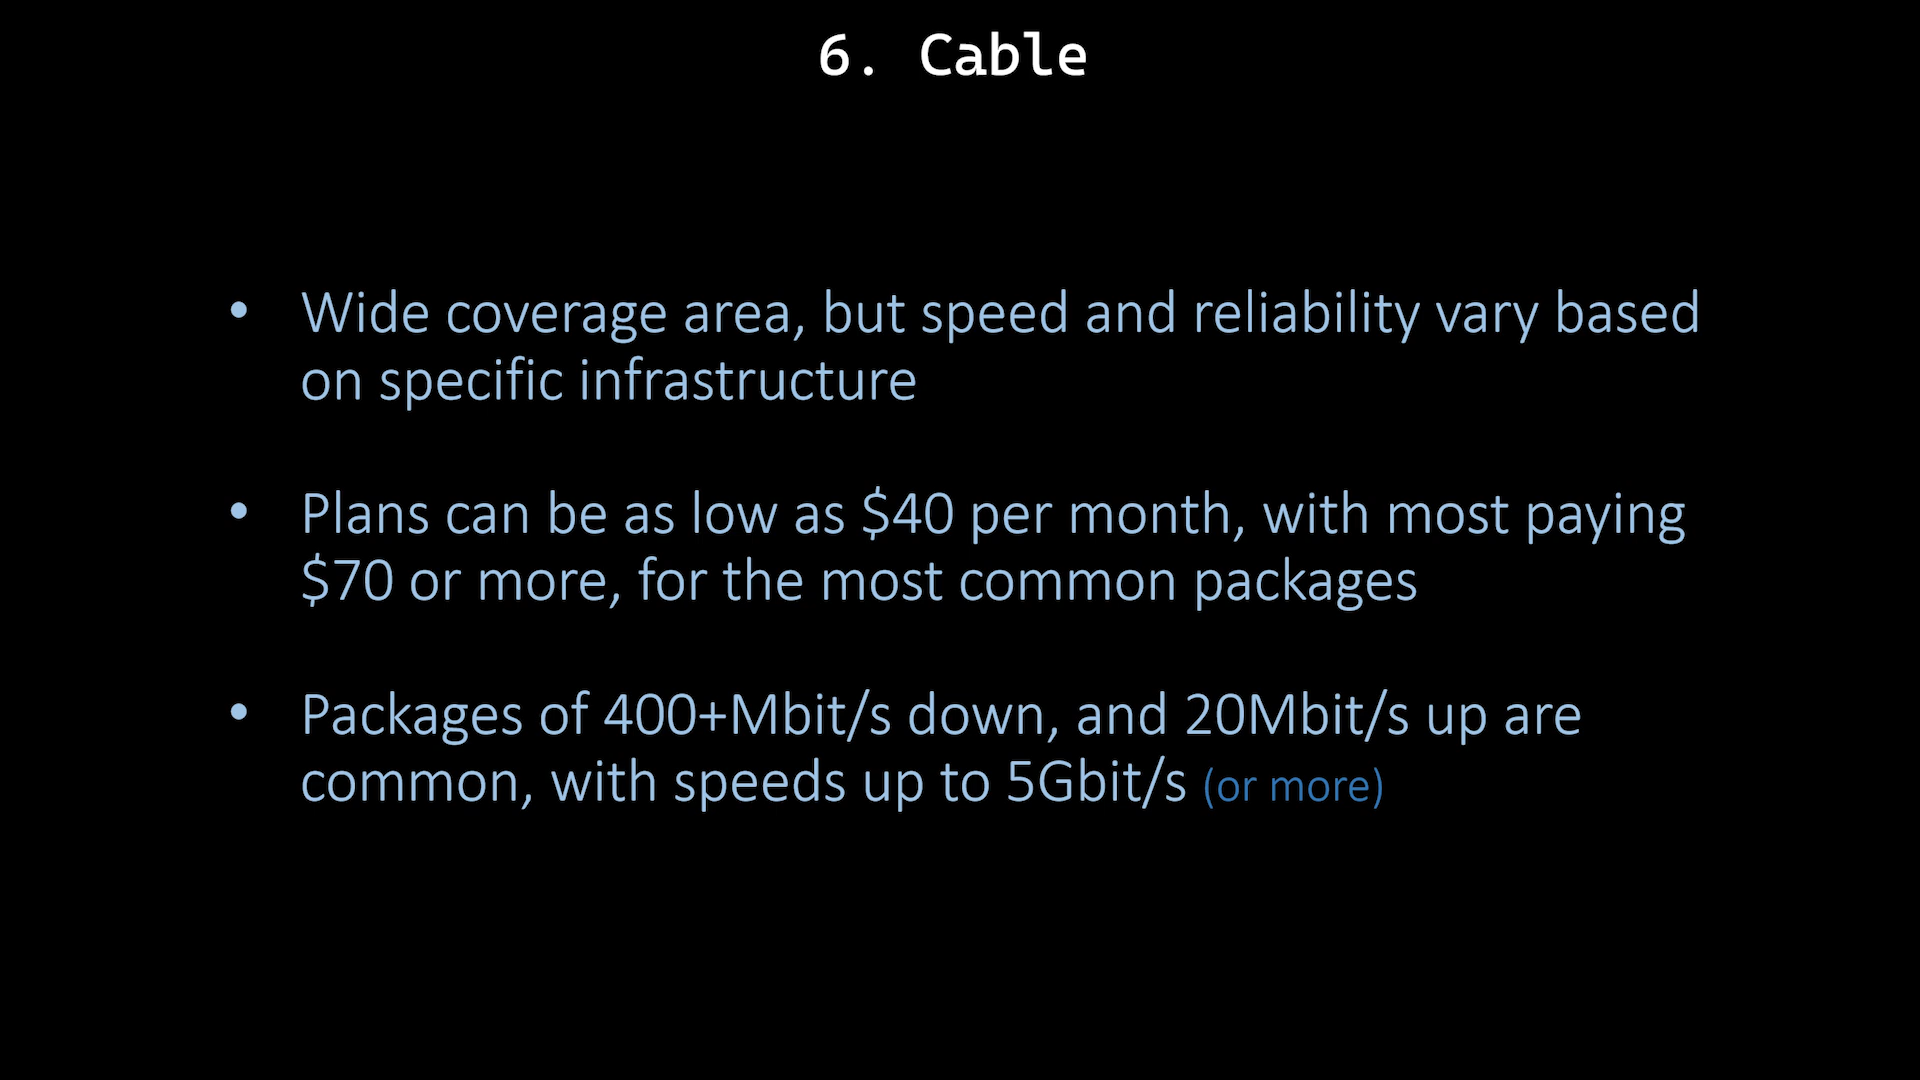 6. Cable
• Wide coverage area, but speed and reliability vary based
on specific infrastructure
• Plans can be as low as $40 per month, with most paying
$70 or more, for the most common packages
• Packages of 400+Mbit/s down, and 20Mbit/s up are
common, with speeds up to 5Gbit/s (or more)